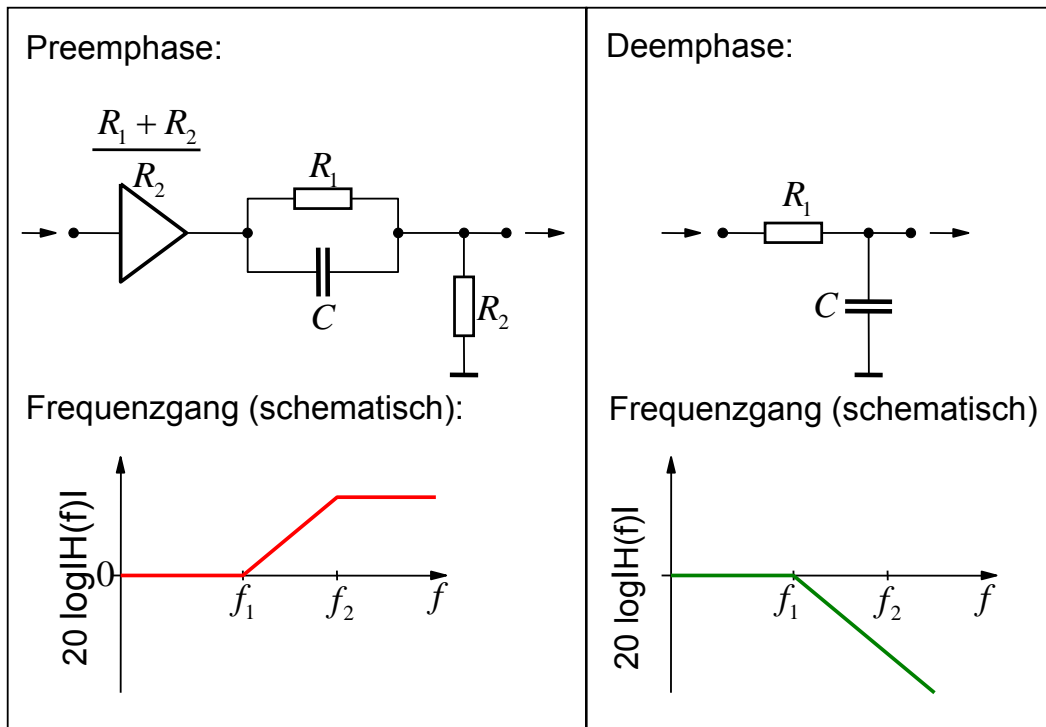 Preemphase:
R₁ + R₂
R₂
R₁
C
R₂
Frequenzgang (schematisch):
20 log|H(f)|
0
f₁
f₂
f
Deemphase:
R₁
C
Frequenzgang (schematisch)
20 log|H(f)|
f₁
f₂
f